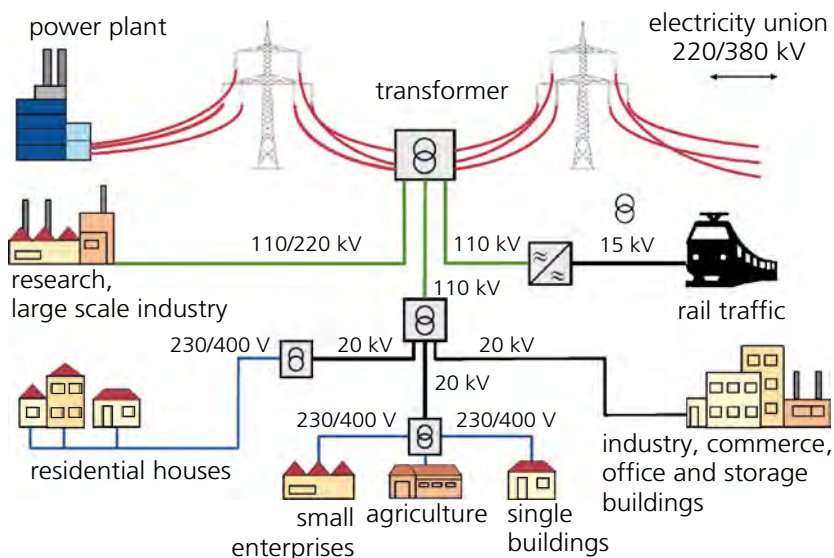 power plant
electricity union
220/380 kV
transformer
110/220 kV
110 kV
15 kV
research,
large scale industry
110 kV
rail traffic
230/400 V
20 kV
20 kV
20 kV
230/400 V
230/400 V
residential houses
industry, commerce,
office and storage
buildings
small
enterprises
agriculture
single
buildings